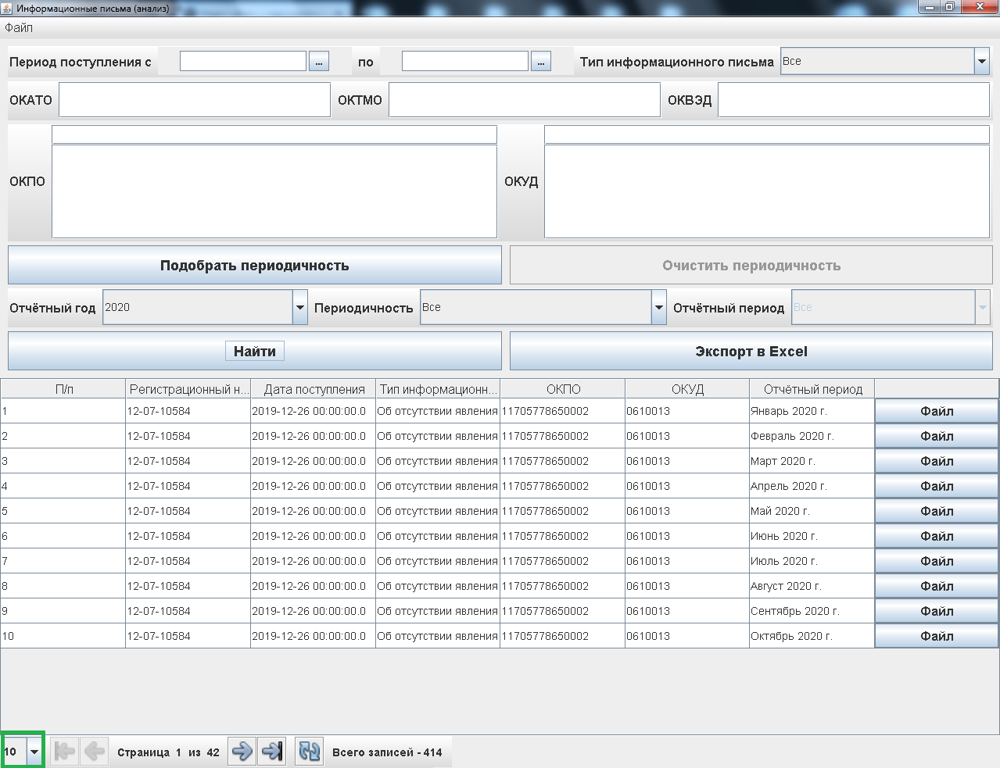 Информационные письма (анализ)
Файл
Период поступления с ... по ... Тип информационного письма Все
ОКАТО ОКТМО ОКВЭД
ОКПО ОКУД
Подобрать периодичность Очистить периодичность
Отчётный год 2020 Периодичность Все Отчётный период Все
Найти Экспорт в Excel
П/п Регистрационный н... Дата поступления Тип информационн... ОКПО ОКУД Отчётный период
1 12-07-10584 2019-12-26 00:00:00.0 Об отсутствии явления 11705778650002 0610013 Январь 2020 г. Файл
2 12-07-10584 2019-12-26 00:00:00.0 Об отсутствии явления 11705778650002 0610013 Февраль 2020 г. Файл
3 12-07-10584 2019-12-26 00:00:00.0 Об отсутствии явления 11705778650002 0610013 Март 2020 г. Файл
4 12-07-10584 2019-12-26 00:00:00.0 Об отсутствии явления 11705778650002 0610013 Апрель 2020 г. Файл
5 12-07-10584 2019-12-26 00:00:00.0 Об отсутствии явления 11705778650002 0610013 Май 2020 г. Файл
6 12-07-10584 2019-12-26 00:00:00.0 Об отсутствии явления 11705778650002 0610013 Июнь 2020 г. Файл
7 12-07-10584 2019-12-26 00:00:00.0 Об отсутствии явления 11705778650002 0610013 Июль 2020 г. Файл
8 12-07-10584 2019-12-26 00:00:00.0 Об отсутствии явления 11705778650002 0610013 Август 2020 г. Файл
9 12-07-10584 2019-12-26 00:00:00.0 Об отсутствии явления 11705778650002 0610013 Сентябрь 2020 г. Файл
10 12-07-10584 2019-12-26 00:00:00.0 Об отсутствии явления 11705778650002 0610013 Октябрь 2020 г. Файл
10 Страница 1 из 42 Всего записей - 414